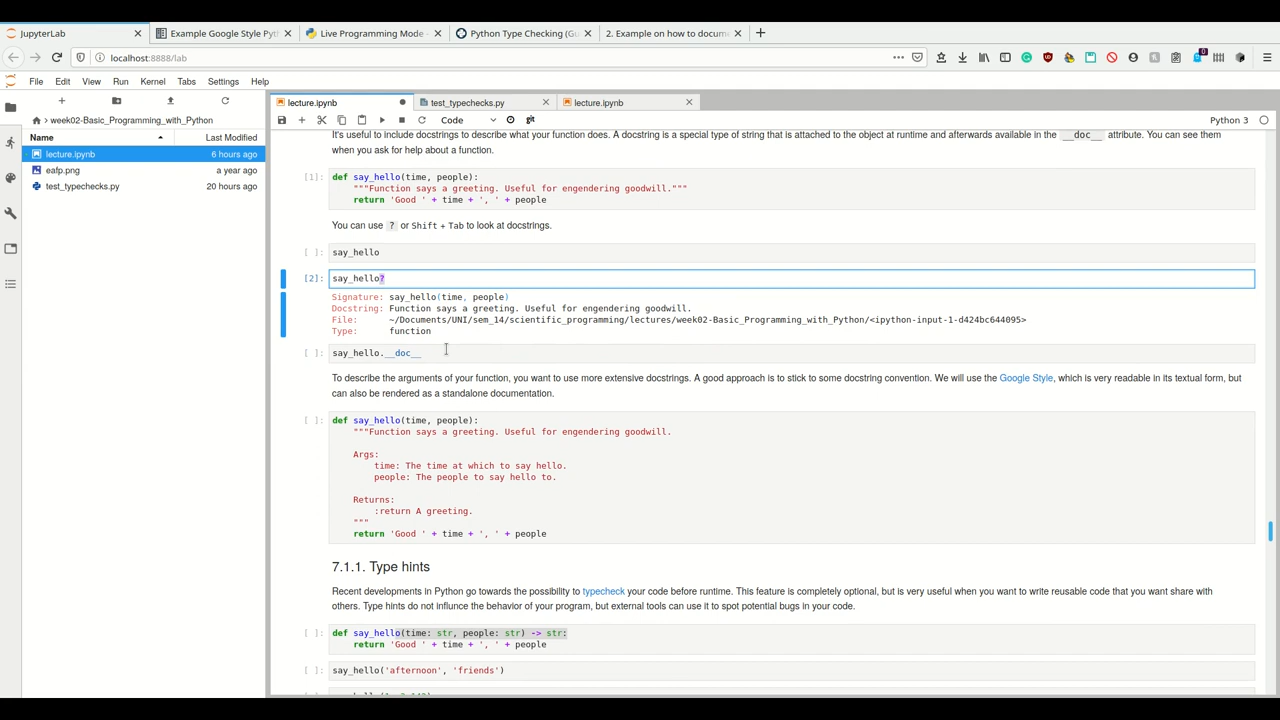 JupyterLab
Example Google Style Pyt
Live Programming Mode -
Python Type Checking (Gu
2. Example on how to docum
localhost:8888/lab
File Edit View Run Kernel Tabs Settings Help
week02-Basic_Programming_with_Python
Name Last Modified
lecture.ipynb 6 hours ago
eafp.png a year ago
test_typechecks.py 20 hours ago
lecture.ipynb
test_typechecks.py
lecture.ipynb
Code
git
Python 3
It's useful to include docstrings to describe what your function does. A docstring is a special type of string that is attached to the object at runtime and afterwards available in the __doc__ attribute. You can see them
when you ask for help about a function.
[1]: def say_hello(time, people):
"""Function says a greeting. Useful for engendering goodwill."""
return 'Good ' + time + ', ' + people
You can use ? or Shift + Tab to look at docstrings.
[ ]: say_hello
[2]: say_hello?
Signature: say_hello(time, people)
Docstring: Function says a greeting. Useful for engendering goodwill.
File: ~/Documents/UNI/sem_14/scientific_programming/lectures/week02-Basic_Programming_with_Python/<ipython-input-1-d424bc644095>
Type: function
[ ]: say_hello.__doc__
To describe the arguments of your function, you want to use more extensive docstrings. A good approach is to stick to some docstring convention. We will use the Google Style, which is very readable in its textual form, but
can also be rendered as a standalone documentation.
[ ]: def say_hello(time, people):
"""Function says a greeting. Useful for engendering goodwill.
Args:
time: The time at which to say hello.
people: The people to say hello to.
Returns:
:return A greeting.
"""
return 'Good ' + time + ', ' + people
7.1.1. Type hints
Recent developments in Python go towards the possibility to typecheck your code before runtime. This feature is completely optional, but is very useful when you want to write reusable code that you want share with
others. Type hints do not influnce the behavior of your program, but external tools can use it to spot potential bugs in your code.
[ ]: def say_hello(time: str, people: str) -> str:
return 'Good ' + time + ', ' + people
[ ]: say_hello('afternoon', 'friends')